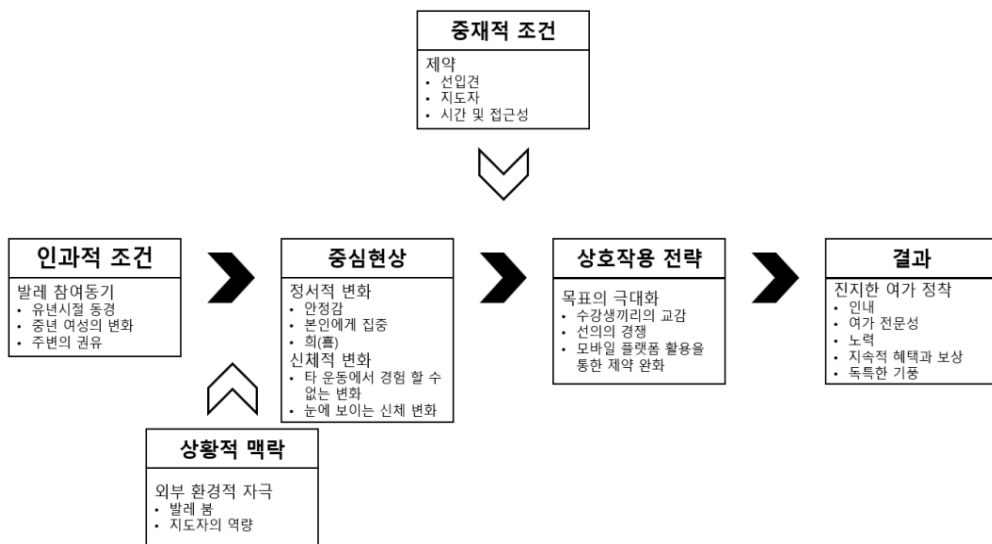 중재적 조건
제약
• 선입견
• 지도자
• 시간 및 접근성
인과적 조건
발레 참여동기
• 유년시절 동경
• 중년 여성의 변화
• 주변의 권유
중심현상
정서적 변화
• 안정감
• 본인에게 집중
• 희(喜)
신체적 변화
• 타 운동에서 경험 할 수
없는 변화
• 눈에 보이는 신체 변화
상호작용 전략
목표의 극대화
• 수강생끼리의 교감
• 선의의 경쟁
• 모바일 플랫폼 활용을
통한 제약 완화
결과
진지한 여가 정착
• 인내
• 여가 전문성
• 노력
• 지속적 혜택과 보상
• 독특한 기풍
상황적 맥락
외부 환경적 자극
• 발레 붐
• 지도자의 역량